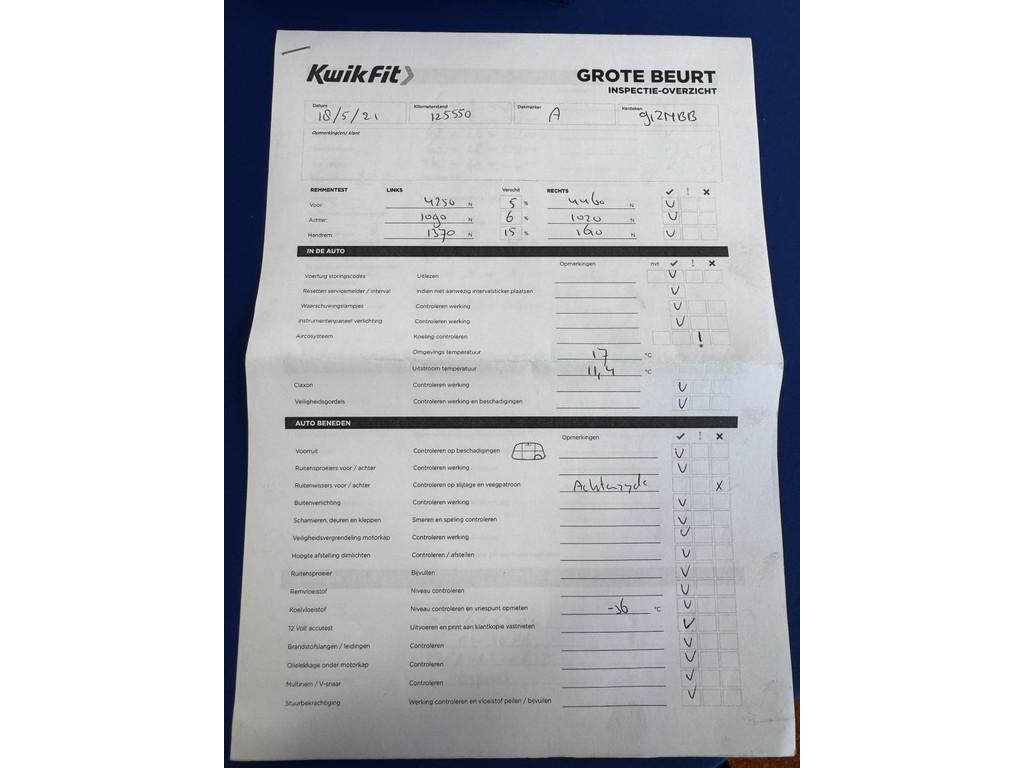 KwikFit
GROTE BEURT
INSPECTIE-OVERZICHT
Datum Kilometerstand Dakmarker Kenteken
18/5/21 125550 A 912NBB
Opmerking(en) klant
REMMENTEST LINKS Verschil RECHTS ✓ ! ✗
Voor: 4250 N 5 % 4460 N V
Achter: 1090 N 6 % 1020 N V
Handrem: 1370 N 15 % N V
IN DE AUTO
Opmerkingen nvt ✓ ! ✗
Voertuig storingscodes Uitlezen V
Resetten servicemelder / interval Indien niet aanwezig intervalsticker plaatsen V
Waarschuwingslampjes Controleren werking V
Instrumentenpaneel verlichting Controleren werking V
Aircosysteem Koeling controleren !
Omgevings temperatuur 17 °C
Uitstroom temperatuur 11,4 °C
Claxon Controleren werking V
Veiligheidsgordels Controleren werking en beschadigingen V
AUTO BENEDEN
Opmerkingen ✓ ! ✗
Voorruit Controleren op beschadigingen V
Ruitensproeiers voor / achter Controleren werking V
Ruitenwissers voor / achter Controleren op slijtage en veegpatroon Achterzyde X
Buitenverlichting Controleren werking V
Scharnieren, deuren en kleppen Smeren en speling controleren V
Veiligheidsvergrendeling motorkap Controleren werking V
Hoogte afstelling dimlichten Controleren / afstellen V
Ruitensproeier Bijvullen V
Remvloeistof Niveau controleren V
Koelvloeistof Niveau controleren en vriespunt opmeten -36 °C V
12 Volt accutest Uitvoeren en print aan klantkopie vastnieten V
Brandstofslangen / leidingen Controleren V
Olielekkage onder motorkap Controleren V
Multiriem / V-snaar Controleren V
Stuurbekrachtiging Werking controleren en vloeistof peilen / bijvullen V